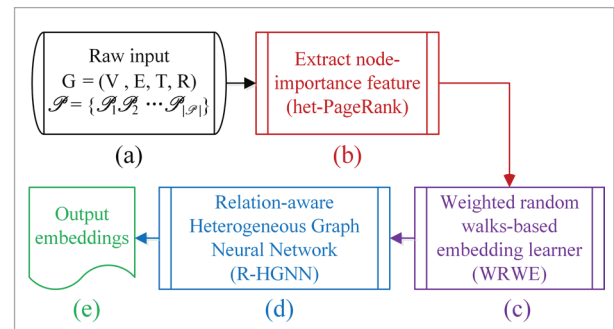 Raw input
G = (V , E, T, R)
𝒫 = {𝒫₁𝒫₂ ⋯ 𝒫|𝒫|}
(a)
Extract node-
importance feature
(het-PageRank)
(b)
Weighted random
walks-based
embedding learner
(WRWE)
(c)
Relation-aware
Heterogeneous Graph
Neural Network
(R-HGNN)
(d)
Output
embeddings
(e)